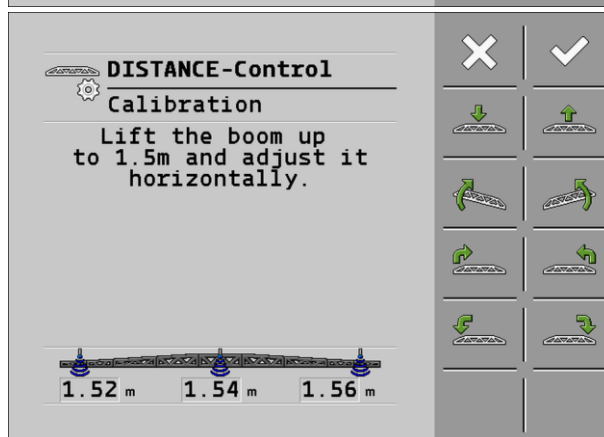 DISTANCE-Control
Calibration
Lift the boom up
to 1.5m and adjust it
horizontally.
1.52 m 1.54 m 1.56 m